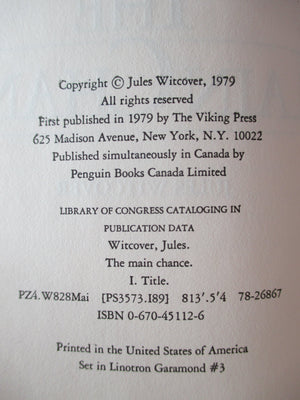 Copyright © Jules Witcover, 1979
All rights reserved
First published in 1979 by The Viking Press
625 Madison Avenue, New York, N.Y. 10022
Published simultaneously in Canada by
Penguin Books Canada Limited
LIBRARY OF CONGRESS CATALOGING IN
PUBLICATION DATA
Witcover, Jules.
The main chance.
I. Title.
PZ4.W828Mai [PS3573.I89] 813'.5'4 78-26867
ISBN 0-670-45112-6
Printed in the United States of America
Set in Linotron Garamond #3